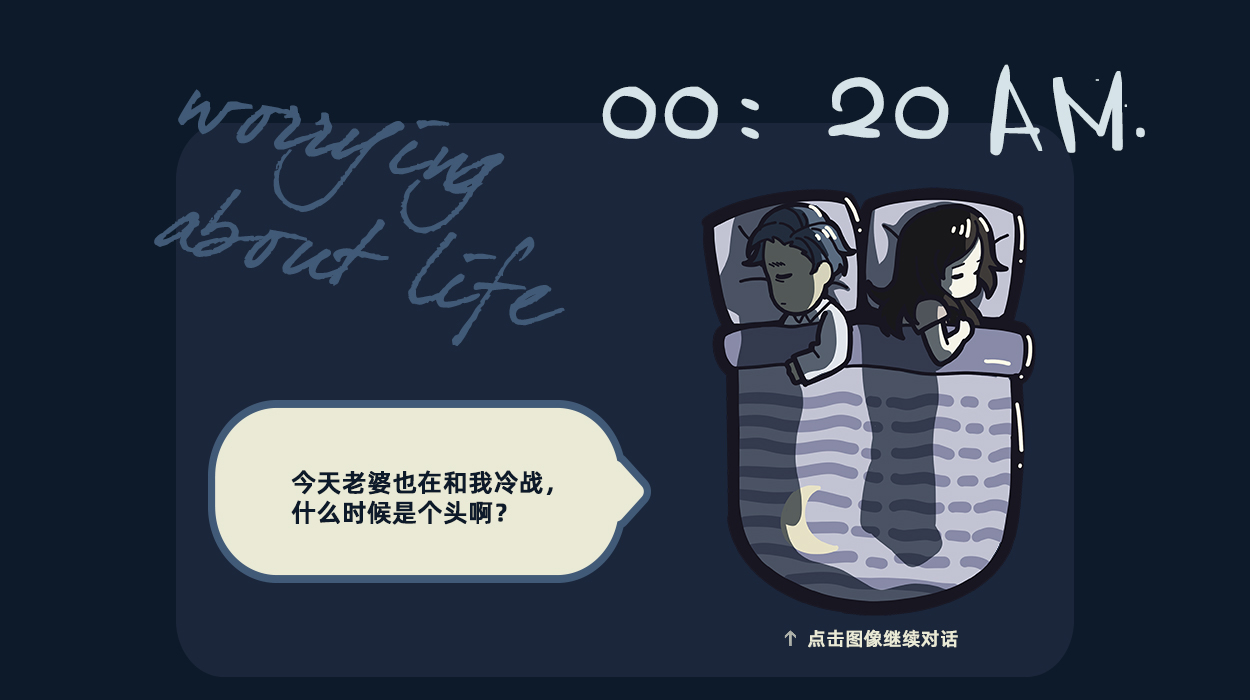 00: 20 AM.
worrying
about life
今天老婆也在和我冷战，
什么时候是个头啊？
↑ 点击图像继续对话